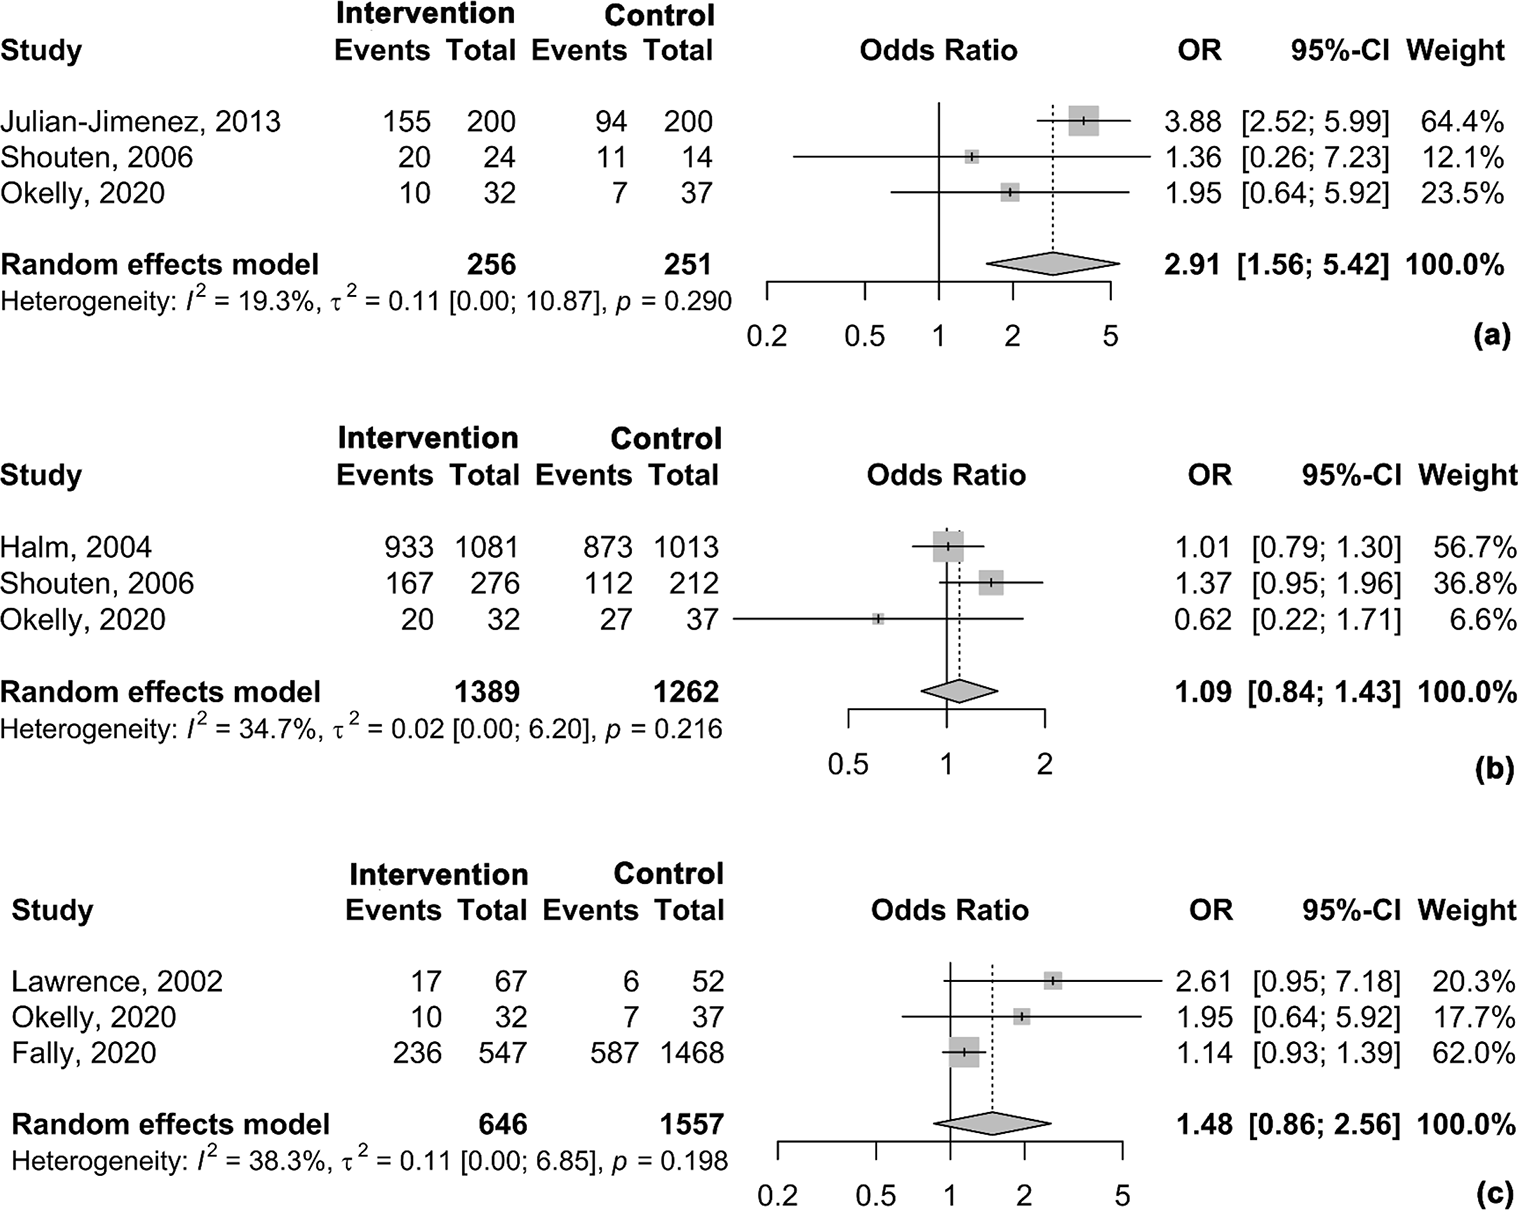 Intervention Control
Study Events Total Events Total Odds Ratio OR 95%-CI Weight
Julian-Jimenez, 2013 155 200 94 200 3.88 [2.52; 5.99] 64.4%
Shouten, 2006 20 24 11 14 1.36 [0.26; 7.23] 12.1%
Okelly, 2020 10 32 7 37 1.95 [0.64; 5.92] 23.5%
Random effects model 256 251 2.91 [1.56; 5.42] 100.0%
Heterogeneity: I² = 19.3%, τ² = 0.11 [0.00; 10.87], p = 0.290
0.2 0.5 1 2 5 (a)
Intervention Control
Study Events Total Events Total Odds Ratio OR 95%-CI Weight
Halm, 2004 933 1081 873 1013 1.01 [0.79; 1.30] 56.7%
Shouten, 2006 167 276 112 212 1.37 [0.95; 1.96] 36.8%
Okelly, 2020 20 32 27 37 0.62 [0.22; 1.71] 6.6%
Random effects model 1389 1262 1.09 [0.84; 1.43] 100.0%
Heterogeneity: I² = 34.7%, τ² = 0.02 [0.00; 6.20], p = 0.216
0.5 1 2 (b)
Intervention Control
Study Events Total Events Total Odds Ratio OR 95%-CI Weight
Lawrence, 2002 17 67 6 52 2.61 [0.95; 7.18] 20.3%
Okelly, 2020 10 32 7 37 1.95 [0.64; 5.92] 17.7%
Fally, 2020 236 547 587 1468 1.14 [0.93; 1.39] 62.0%
Random effects model 646 1557 1.48 [0.86; 2.56] 100.0%
Heterogeneity: I² = 38.3%, τ² = 0.11 [0.00; 6.85], p = 0.198
0.2 0.5 1 2 5 (c)